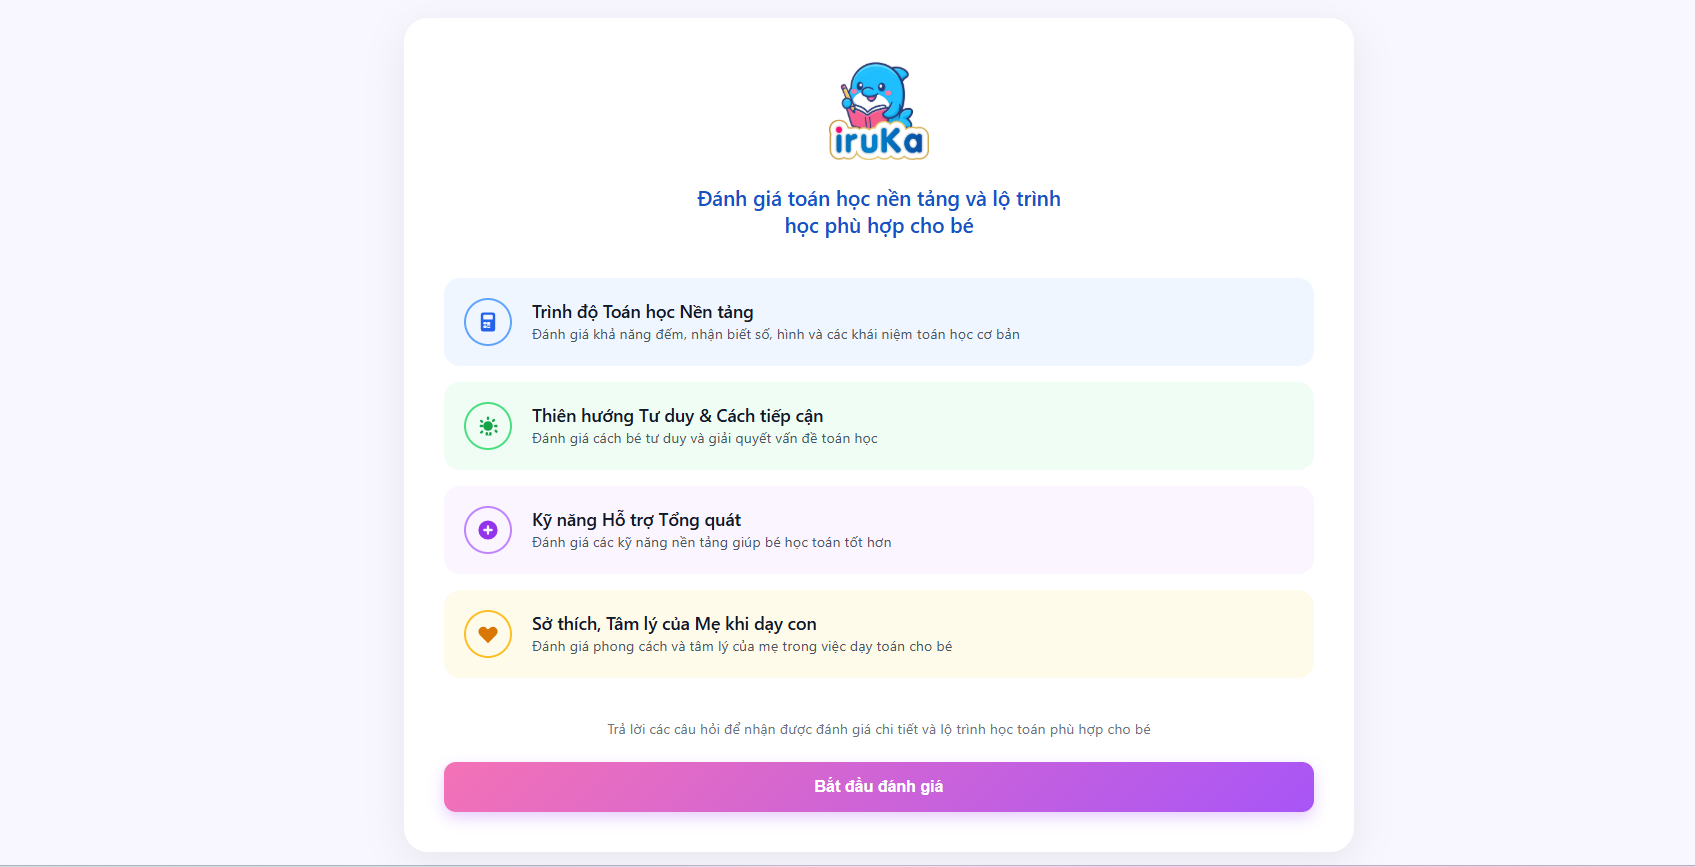 iruKa
Đánh giá toán học nền tảng và lộ trình
học phù hợp cho bé
Trình độ Toán học Nền tảng
Đánh giá khả năng đếm, nhận biết số, hình và các khái niệm toán học cơ bản
Thiên hướng Tư duy & Cách tiếp cận
Đánh giá cách bé tư duy và giải quyết vấn đề toán học
Kỹ năng Hỗ trợ Tổng quát
Đánh giá các kỹ năng nền tảng giúp bé học toán tốt hơn
Sở thích, Tâm lý của Mẹ khi dạy con
Đánh giá phong cách và tâm lý của mẹ trong việc dạy toán cho bé
Trả lời các câu hỏi để nhận được đánh giá chi tiết và lộ trình học toán phù hợp cho bé
Bắt đầu đánh giá